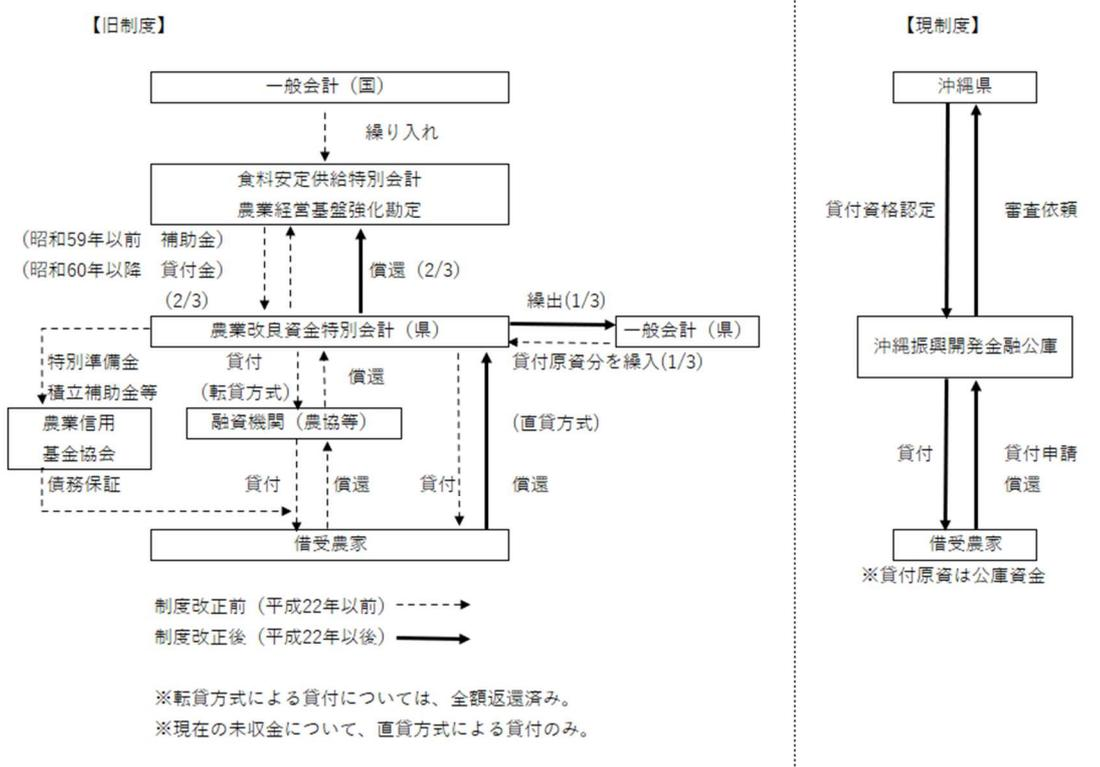 【旧制度】
一般会計（国）
繰り入れ
食料安定供給特別会計
農業経営基盤強化勘定
（昭和59年以前　補助金）
（昭和60年以降　貸付金）
（2/3）
償還（2/3）
繰出(1/3)
農業改良資金特別会計（県）
一般会計（県）
貸付原資分を繰入(1/3)
特別準備金
積立補助金等
貸付
（転貸方式）
償還
農業信用
基金協会
融資機関（農協等）
（直貸方式）
債務保証
貸付
償還
貸付
償還
借受農家
制度改正前（平成22年以前）
制度改正後（平成22年以後）
※転貸方式による貸付については、全額返還済み。
※現在の未収金について、直貸方式による貸付のみ。
【現制度】
沖縄県
貸付資格認定
審査依頼
沖縄振興開発金融公庫
貸付
貸付申請
償還
借受農家
※貸付原資は公庫資金